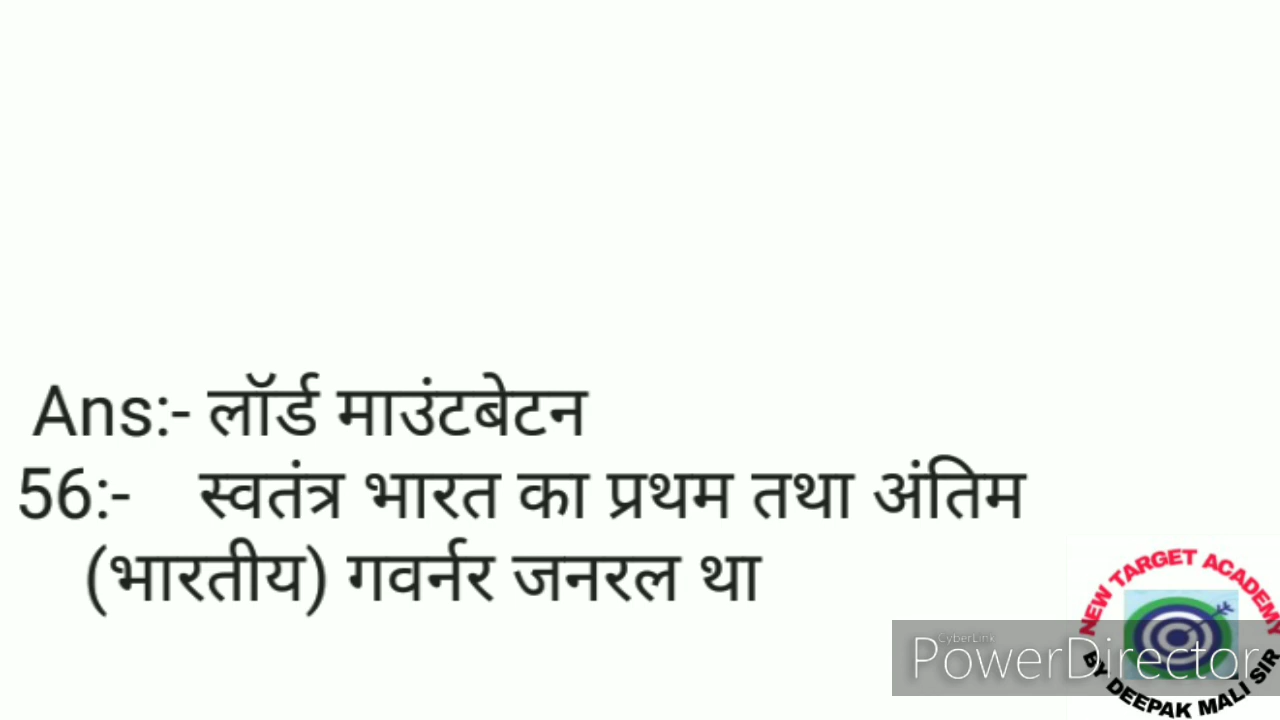 Ans:- लॉर्ड माउंटबेटन
56:- स्वतंत्र भारत का प्रथम तथा अंतिम
(भारतीय) गवर्नर जनरल था
NEW TARGET ACADEMY
CyberLink
PowerDirector
BY DEEPAK MALI SIR